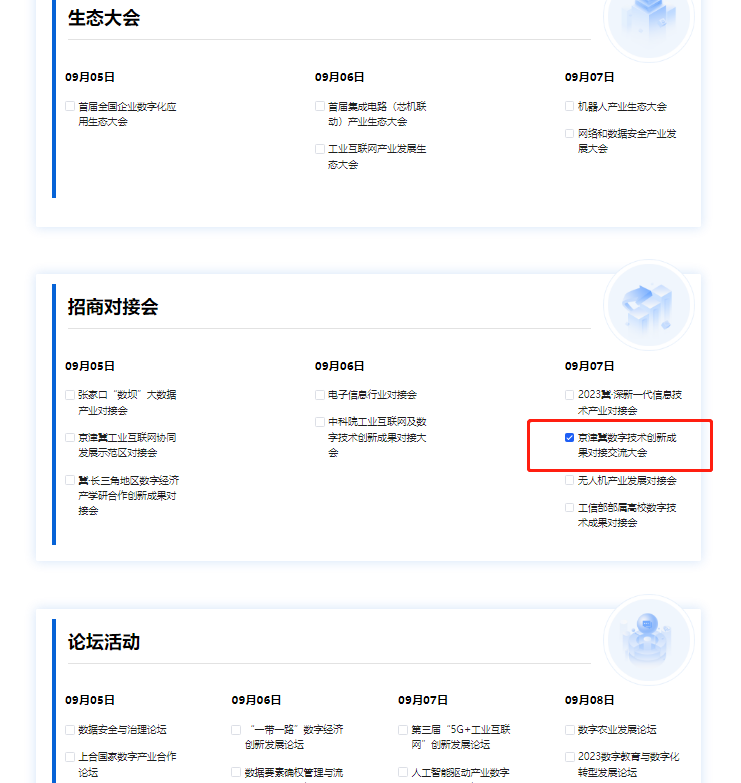 生态大会
09月05日
首届全国企业数字化应
用生态大会
09月06日
首届集成电路（芯机联
动）产业生态大会
工业互联网产业发展生
态大会
09月07日
机器人产业生态大会
网络和数据安全产业发
展大会
招商对接会
09月05日
张家口“数坝”大数据
产业对接会
京津冀工业互联网协同
发展示范区对接会
冀·长三角地区数字经济
产学研合作创新成果对
接会
09月06日
电子信息行业对接会
中科院工业互联网及数
字技术创新成果对接大
会
09月07日
2023冀·深新一代信息技
术产业对接会
京津冀数字技术创新成
果对接交流大会
无人机产业发展对接会
工信部部属高校数字技
术成果对接会
论坛活动
09月05日
数据安全与治理论坛
上合国家数字产业合作
论坛
09月06日
“一带一路”数字经济
创新发展论坛
数据要素确权管理与流
09月07日
第三届“5G+工业互联
网”创新发展论坛
人工智能驱动产业数字
09月08日
数字农业发展论坛
2023数字教育与数字化
转型发展论坛